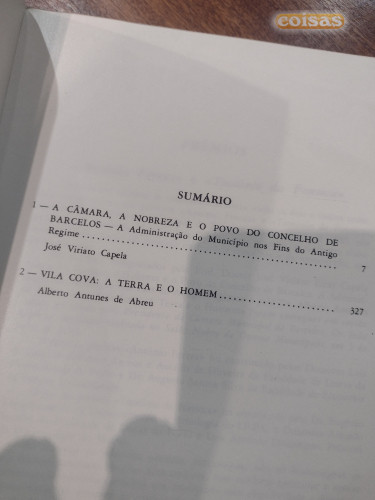 coisas
SUMÁRIO
1 — A CÂMARA, A NOBREZA E O POVO DO CONCELHO DE
BARCELOS — A Administração do Município nos Fins do Antigo
Regime 7
José Viriato Capela
2 — VILA COVA: A TERRA E O HOMEM 327
Alberto Antunes de Abreu